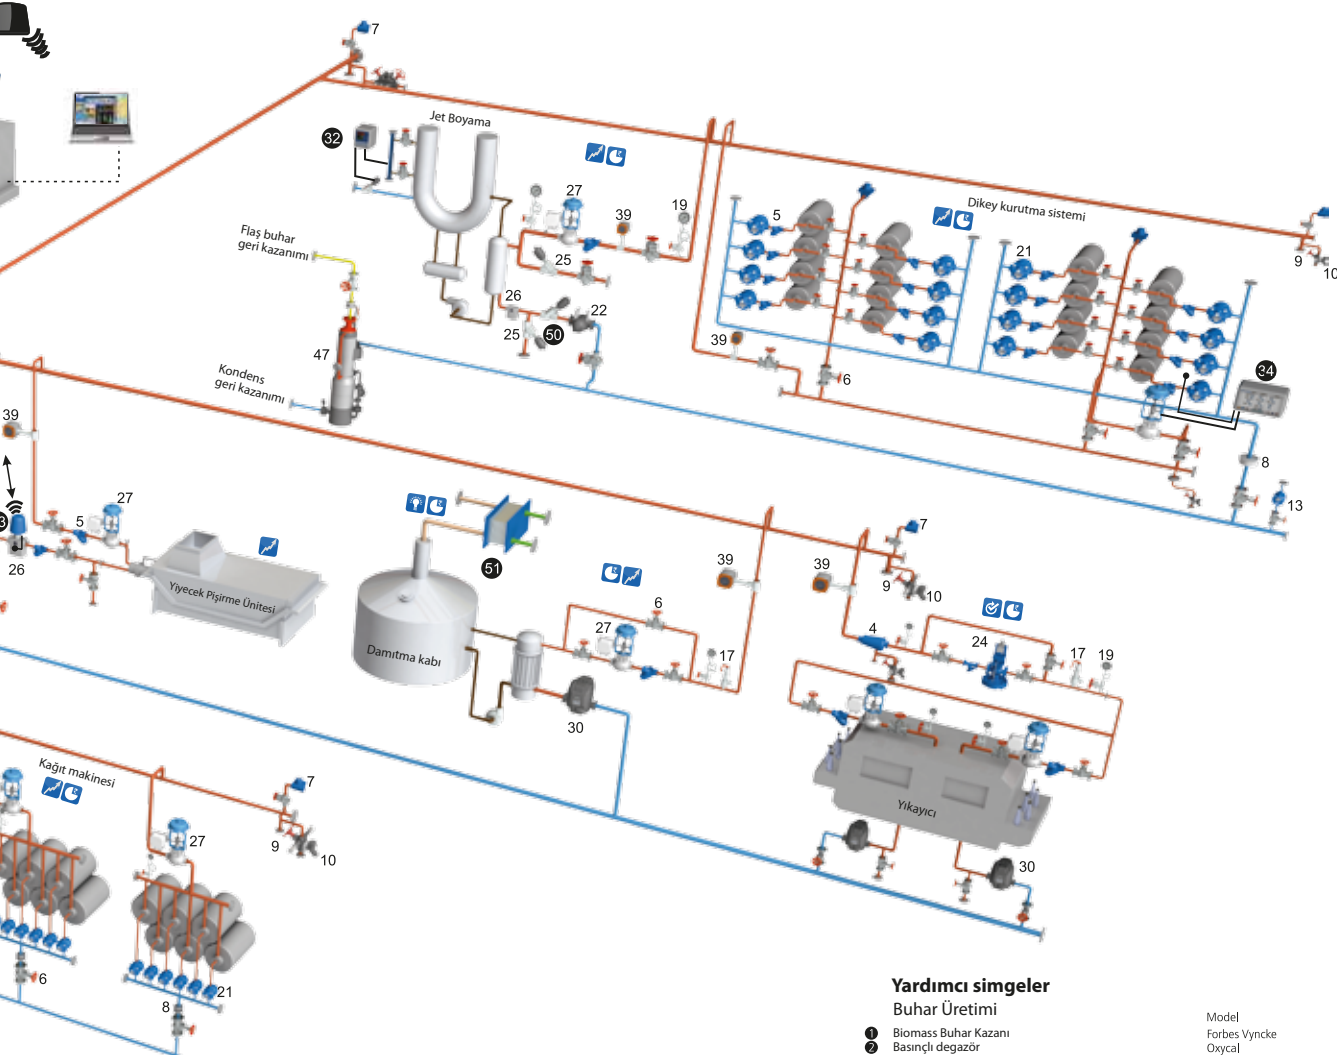 7
Jet Boyama
32
27
39
19
5
Dikey kurutma sistemi
21
9
10
Flaş buhar
geri kazanımı
25
26
22
25
50
47
39
6
34
Kondens
geri kazanımı
8
13
39
27
5
26
Yiyecek Pişirme Ünitesi
51
7
39
39
9
10
6
27
17
4
24
17
19
Damıtma kabı
30
Yıkayıcı
30
Kağıt makinesi
7
27
9
10
6
21
8
Yardımcı simgeler
Buhar Üretimi
Model
1 Biomass Buhar Kazanı
Forbes Vyncke
2 Basınçlı degazör
Oxycal